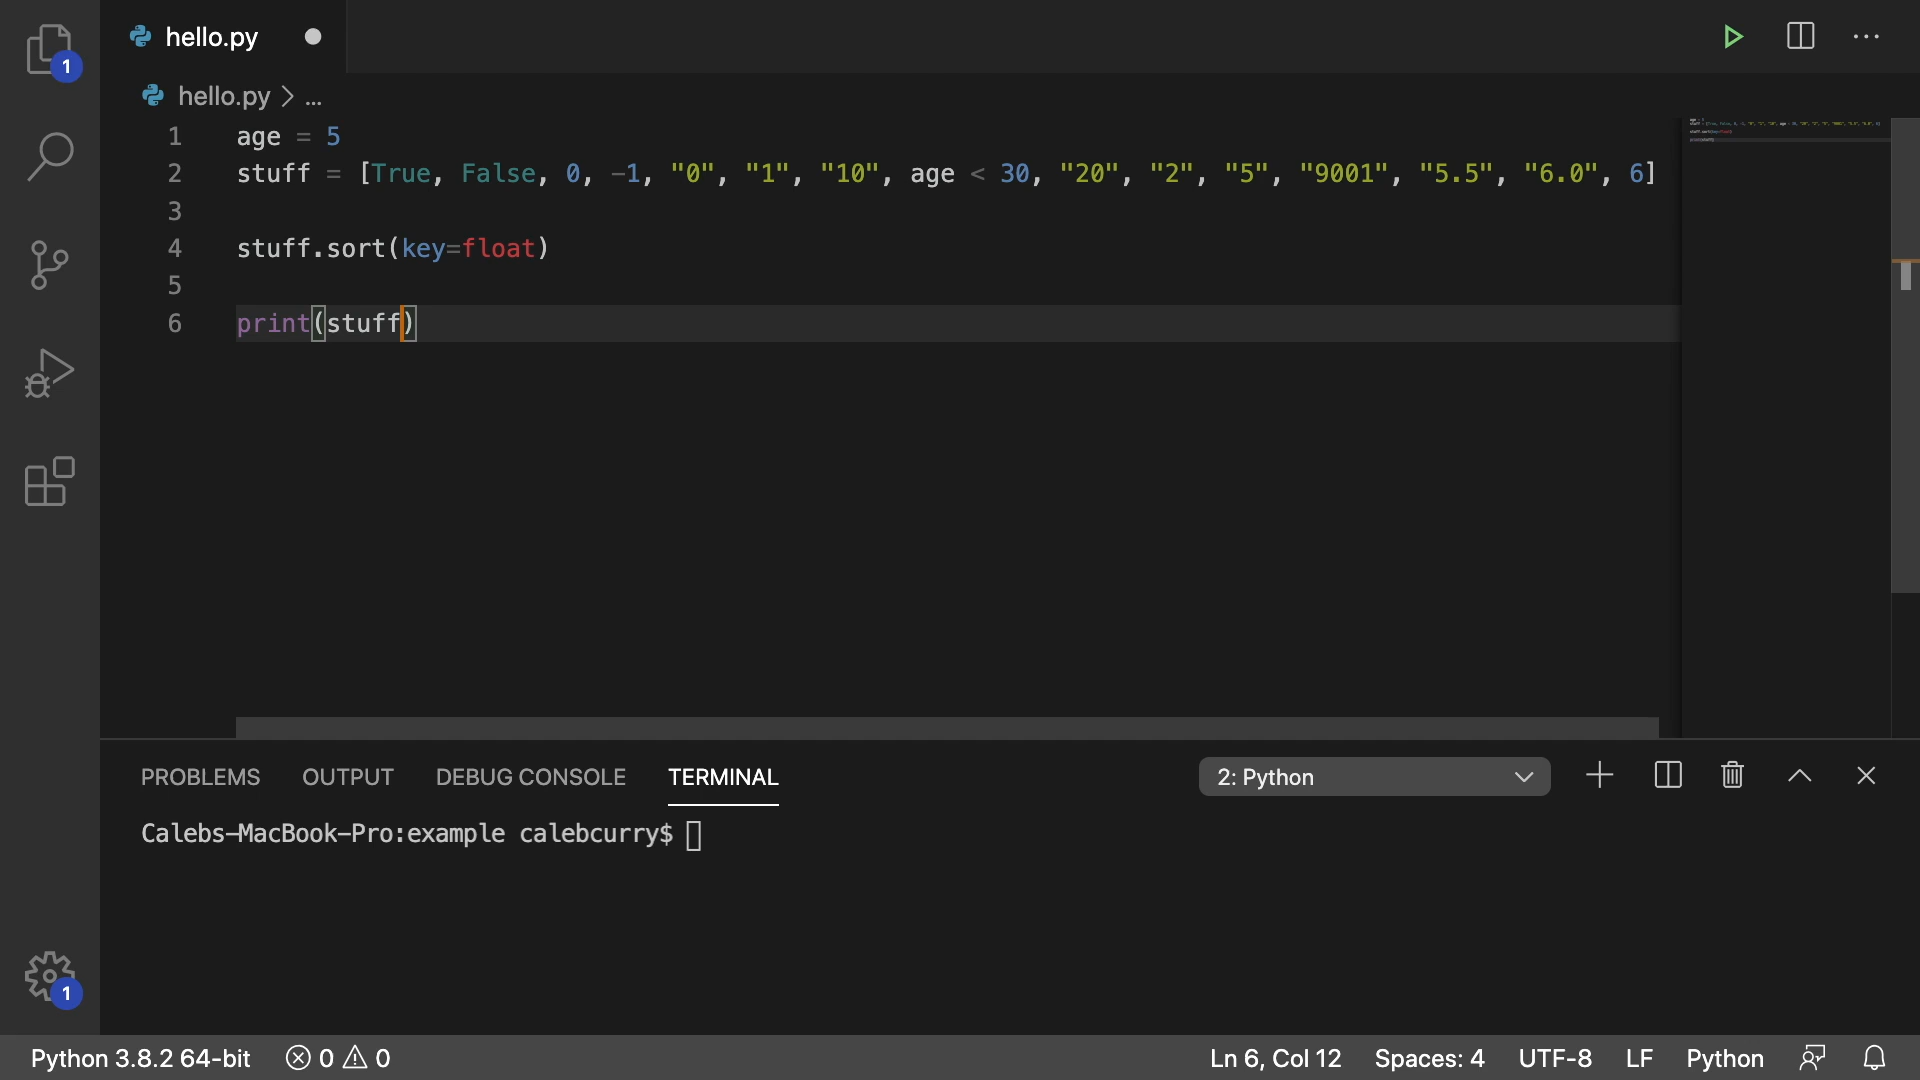 1
hello.py
hello.py > ...
1 age = 5
2 stuff = [True, False, 0, -1, "0", "1", "10", age < 30, "20", "2", "5", "9001", "5.5", "6.0", 6]
3
4 stuff.sort(key=float)
5
6 print(stuff)
PROBLEMS OUTPUT DEBUG CONSOLE TERMINAL 2: Python
Calebs-MacBook-Pro:example calebcurry$
1
Python 3.8.2 64-bit 0 0 Ln 6, Col 12 Spaces: 4 UTF-8 LF Python